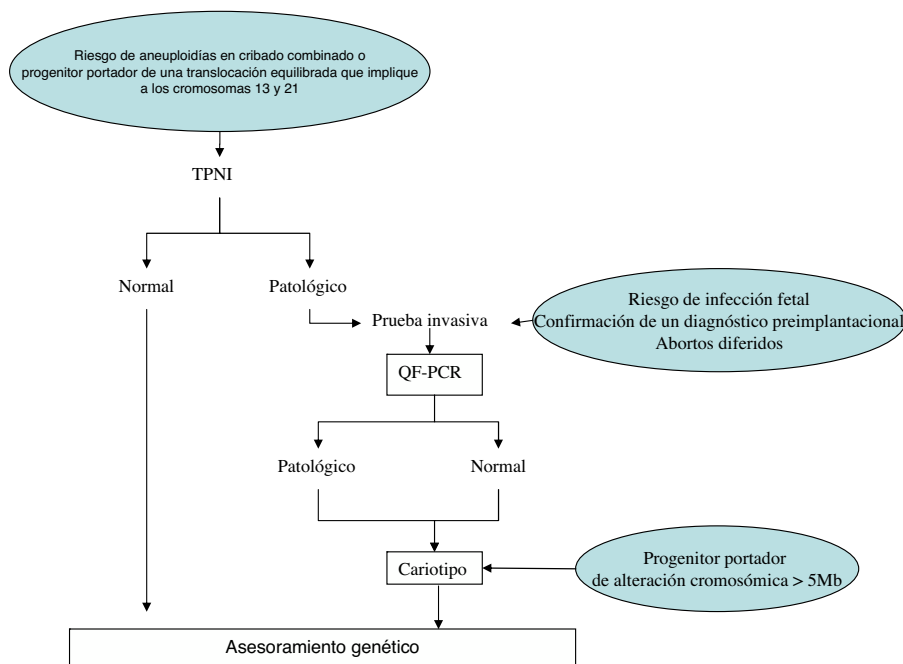 Riesgo de aneuploidías en cribado combinado o
progenitor portador de una translocación equilibrada que implique
a los cromosomas 13 y 21
TPNI
Normal
Patológico
Prueba invasiva
Riesgo de infección fetal
Confirmación de un diagnóstico preimplantacional
Abortos diferidos
QF-PCR
Patológico
Normal
Cariotipo
Progenitor portador
de alteración cromosómica > 5Mb
Asesoramiento genético